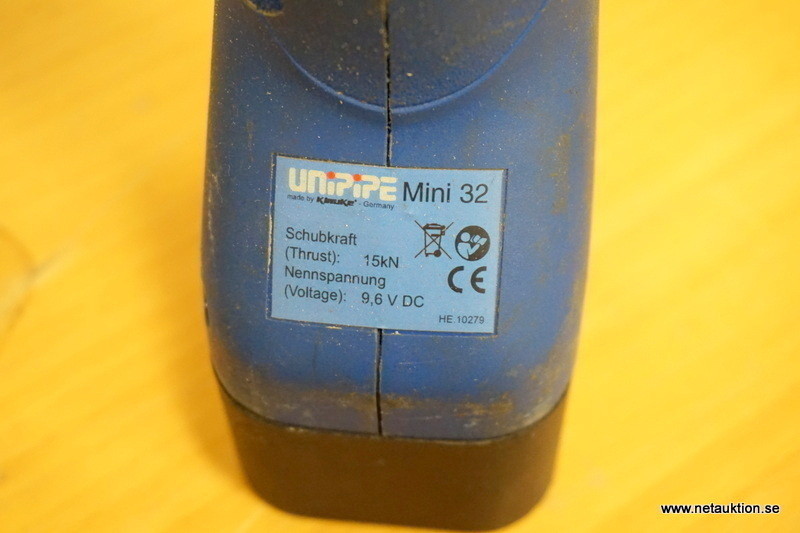 UNIPIPE Mini 32
made by Klauke - Germany
Schubkraft
(Thrust): 15kN
Nennspannung
(Voltage): 9,6 V DC
CE
HE 10279
www.netauktion.se